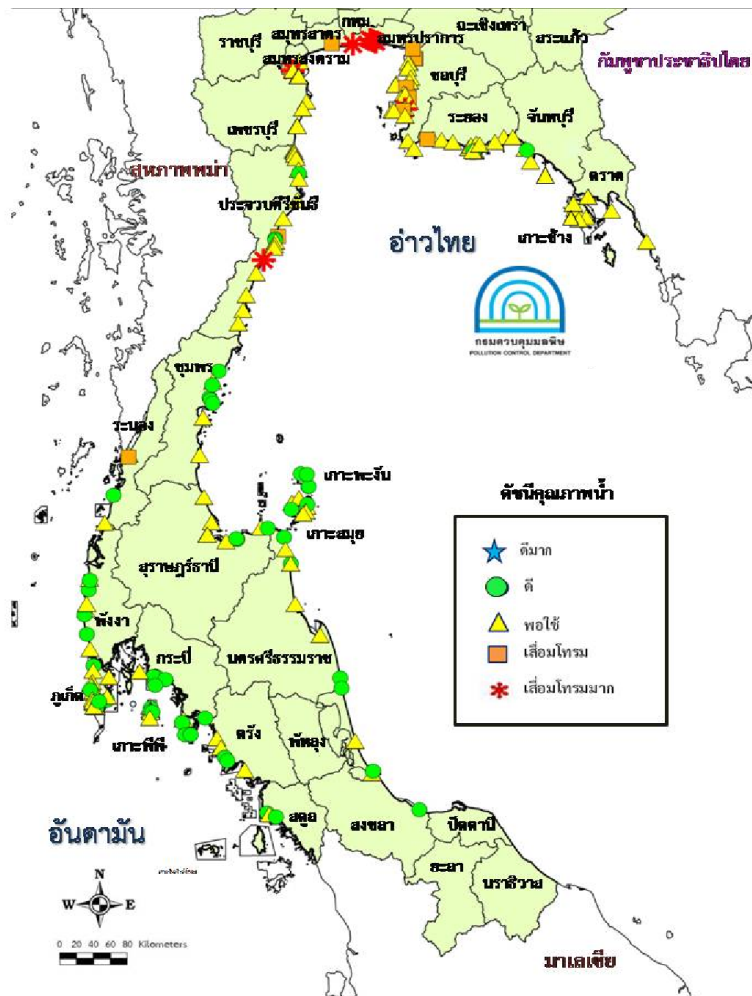 กทม
ฉะเชิงเทรา
สมุทรสาคร
สมุทรปราการ
สระแก้ว
ราชบุรี
สมุทรสงคราม
ชลบุรี
กัมพูชาประชาธิปไตย
ระยอง
จันทบุรี
เพชรบุรี
สหภาพพม่า
ตราด
ประจวบคีรีขันธ์
อ่าวไทย
เกาะช้าง
กรมควบคุมมลพิษ
POLLUTION CONTROL DEPARTMENT
ชุมพร
ระนอง
เกาะพะงัน
ดัชนีคุณภาพน้ำ
เกาะสมุย
ดีมาก
สุราษฎร์ธานี
ดี
พังงา
พอใช้
กระบี่
นครศรีธรรมราช
เสื่อมโทรม
ภูเก็ต
เสื่อมโทรมมาก
ตรัง
พัทลุง
เกาะพีพี
สตูล
สงขลา
ปัตตานี
อันดามัน
ยะลา
นราธิวาส
N
W E
S
0 20 40 60 80 Kilometers
มาเลเซีย